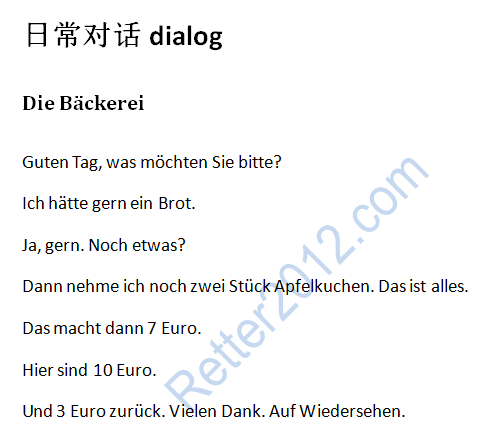 日常对话 dialog
Die Bäckerei
Guten Tag, was möchten Sie bitte?
Ich hätte gern ein Brot.
Ja, gern. Noch etwas?
Dann nehme ich noch zwei Stück Apfelkuchen. Das ist alles.
Das macht dann 7 Euro.
Hier sind 10 Euro.
Und 3 Euro zurück. Vielen Dank. Auf Wiedersehen.
Retter2012.com